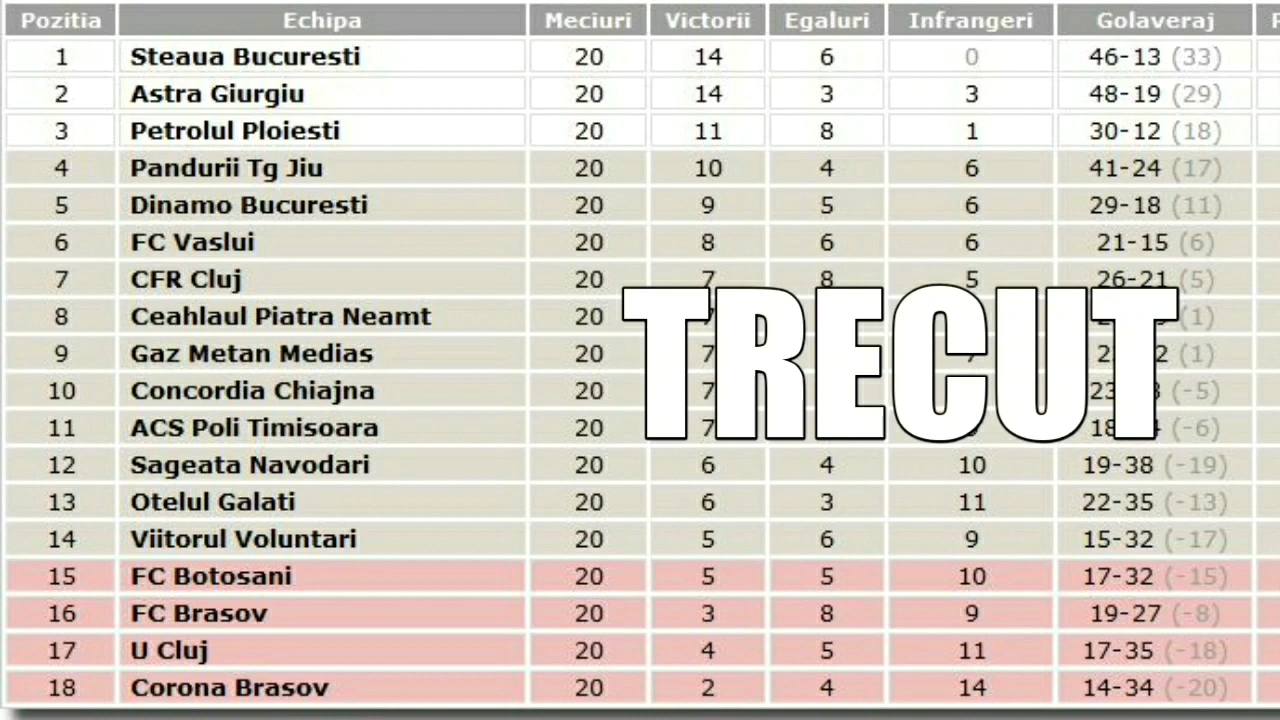 Pozitia Echipa Meciuri Victorii Egaluri Infrangeri Golaveraj
1 Steaua Bucuresti 20 14 6 0 46-13 (33)
2 Astra Giurgiu 20 14 3 3 48-19 (29)
3 Petrolul Ploiesti 20 11 8 1 30-12 (18)
4 Pandurii Tg Jiu 20 10 4 6 41-24 (17)
5 Dinamo Bucuresti 20 9 5 6 29-18 (11)
6 FC Vaslui 20 8 6 6 21-15 (6)
7 CFR Cluj 20 7 8 5 26-21 (5)
8 Ceahlaul Piatra Neamt 20 (1)
9 Gaz Metan Medias 20 7 7 (1)
10 Concordia Chiajna 20 7 (-5)
11 ACS Poli Timisoara 20 7 (-6)
TRECUT
12 Sageata Navodari 20 6 4 10 19-38 (-19)
13 Otelul Galati 20 6 3 11 22-35 (-13)
14 Viitorul Voluntari 20 5 6 9 15-32 (-17)
15 FC Botosani 20 5 5 10 17-32 (-15)
16 FC Brasov 20 3 8 9 19-27 (-8)
17 U Cluj 20 4 5 11 17-35 (-18)
18 Corona Brasov 20 2 4 14 14-34 (-20)